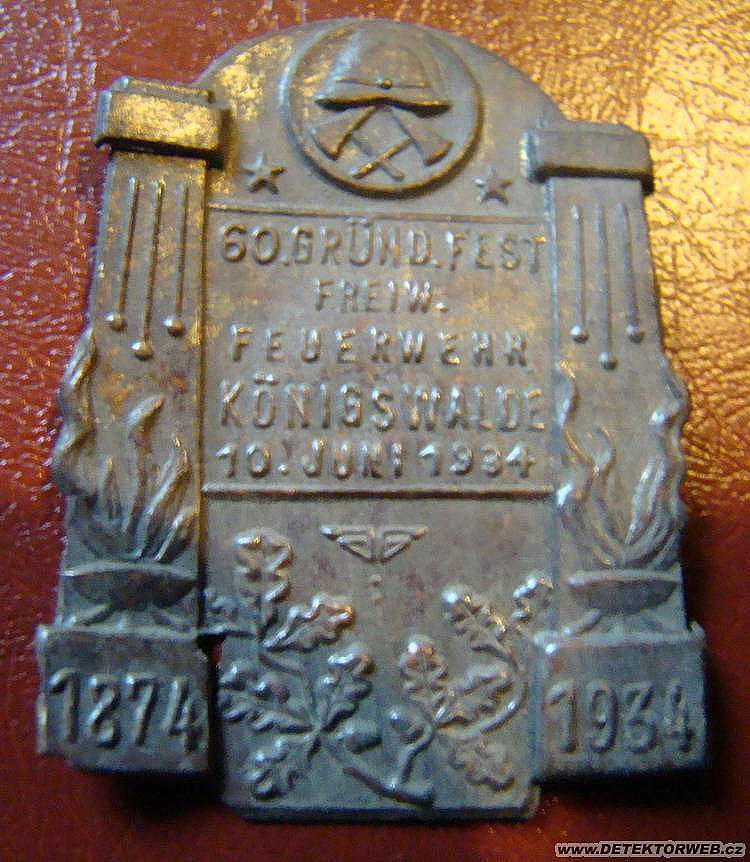 60.GRÜND.FEST
FREIW.
FEUERWEHR
KÖNIGSWALDE
10. JUNI 1934
1874
1934
www.DETEKTORWEB.cz